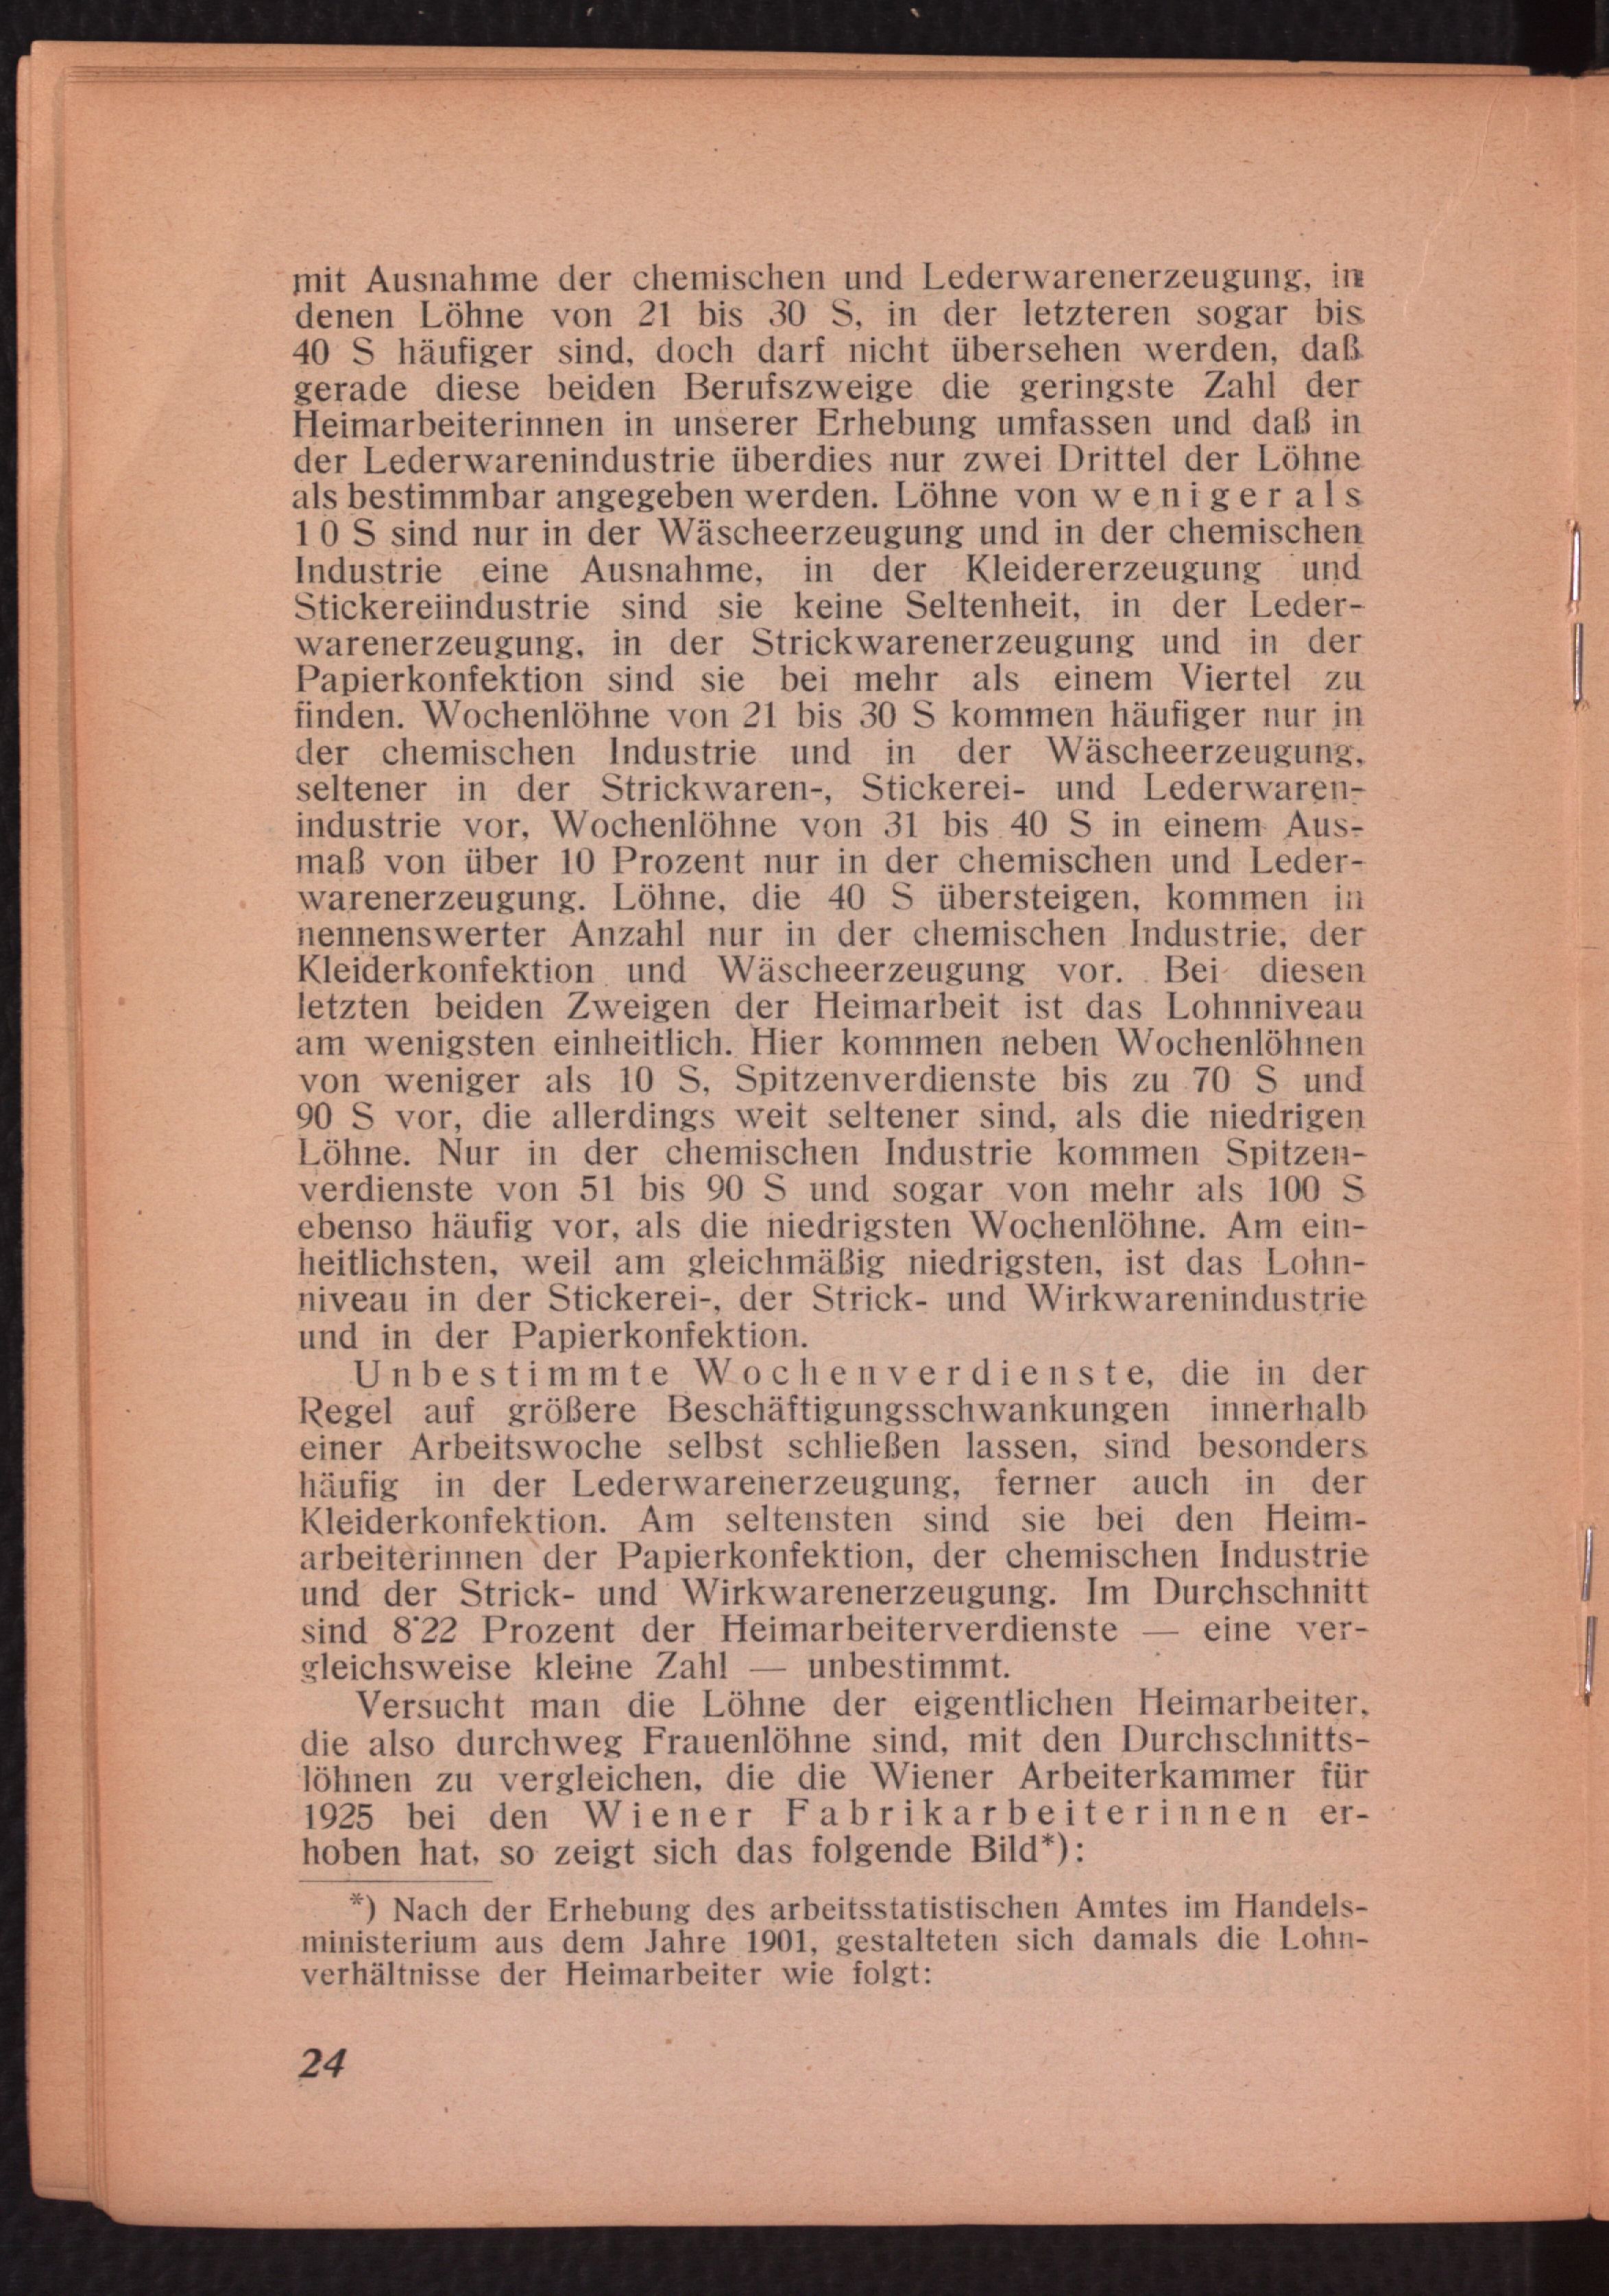 mit Ausnahme der chemischen und Lederwarenerzeugung, in
denen Löhne von 21 bis 30 S, in der letzteren sogar bis
40 S häufiger sind, doch darf nicht übersehen werden, daß
gerade diese beiden Berufszweige die geringste Zahl der
Heimarbeiterinnen in unserer Erhebung umfassen und daß in
der Lederwarenindustrie überdies nur zwei Drittel der Löhne
als bestimmbar angegeben werden. Löhne von weniger als
10 S sind nur in der Wäscheerzeugung und in der chemischen
Industrie eine Ausnahme, in der Kleidererzeugung und
Stickereiindustrie sind sie keine Seltenheit, in der Leder-
warenerzeugung, in der Strickwarenerzeugung und in der
Papierkonfektion sind sie bei mehr als einem Viertel zu
finden. Wochenlöhne von 21 bis 30 S kommen häufiger nur in
der chemischen Industrie und in der Wäscheerzeugung,
seltener in der Strickwaren-, Stickerei- und Lederwaren-
industrie vor, Wochenlöhne von 31 bis 40 S in einem Aus-
maß von über 10 Prozent nur in der chemischen und Leder-
warenerzeugung. Löhne, die 40 S übersteigen, kommen in
nennenswerter Anzahl nur in der chemischen Industrie, der
Kleiderkonfektion und Wäscheerzeugung vor. Bei diesen
letzten beiden Zweigen der Heimarbeit ist das Lohnniveau
am wenigsten einheitlich. Hier kommen neben Wochenlöhnen
von weniger als 10 S, Spitzenverdienste bis zu 70 S und
90 S vor, die allerdings weit seltener sind, als die niedrigen
Löhne. Nur in der chemischen Industrie kommen Spitzen-
verdienste von 51 bis 90 S und sogar von mehr als 100 S
ebenso häufig vor, als die niedrigsten Wochenlöhne. Am ein-
heitlichsten, weil am gleichmäßig niedrigsten, ist das Lohn-
niveau in der Stickerei-, der Strick- und Wirkwarenindustrie
und in der Papierkonfektion.
Unbestimmte Wochenverdienste, die in der
Regel auf größere Beschäftigungsschwankungen innerhalb
einer Arbeitswoche selbst schließen lassen, sind besonders
häufig in der Lederwarenerzeugung, ferner auch in der
Kleiderkonfektion. Am seltensten sind sie bei den Heim-
arbeiterinnen der Papierkonfektion, der chemischen Industrie
und der Strick- und Wirkwarenerzeugung. Im Durchschnitt
sind 8·22 Prozent der Heimarbeiterverdienste — eine ver-
gleichsweise kleine Zahl — unbestimmt.
Versucht man die Löhne der eigentlichen Heimarbeiter,
die also durchweg Frauenlöhne sind, mit den Durchschnitts-
löhnen zu vergleichen, die die Wiener Arbeiterkammer für
1925 bei den Wiener Fabrikarbeiterinnen er-
hoben hat, so zeigt sich das folgende Bild*):
*) Nach der Erhebung des arbeitsstatistischen Amtes im Handels-
ministerium aus dem Jahre 1901, gestalteten sich damals die Lohn-
verhältnisse der Heimarbeiter wie folgt:
24